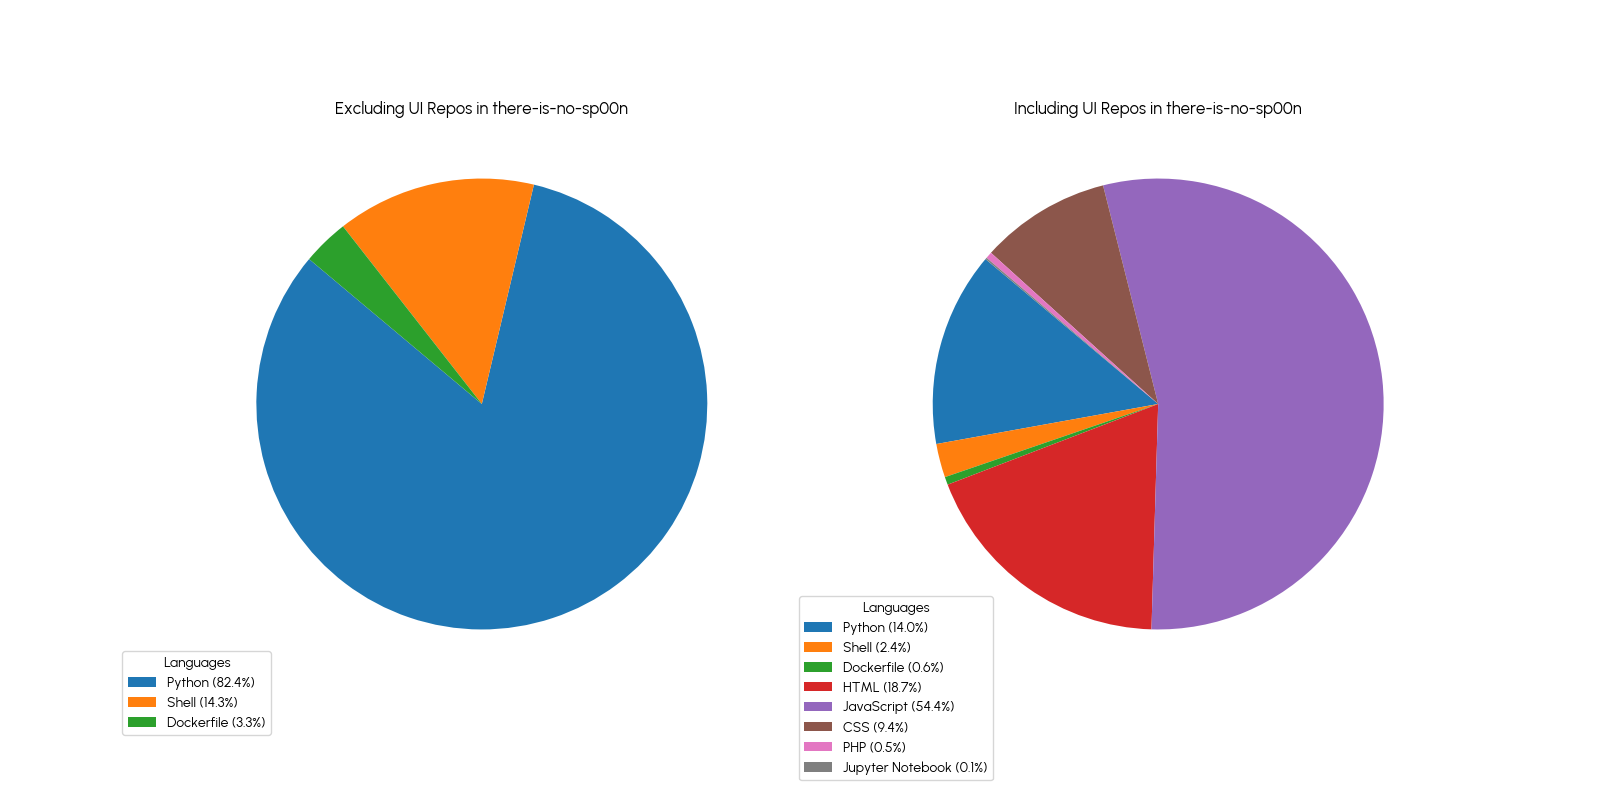 Excluding UI Repos in there-is-no-sp00n
Languages
Python (82.4%)
Shell (14.3%)
Dockerfile (3.3%)
Including UI Repos in there-is-no-sp00n
Languages
Python (14.0%)
Shell (2.4%)
Dockerfile (0.6%)
HTML (18.7%)
JavaScript (54.4%)
CSS (9.4%)
PHP (0.5%)
Jupyter Notebook (0.1%)